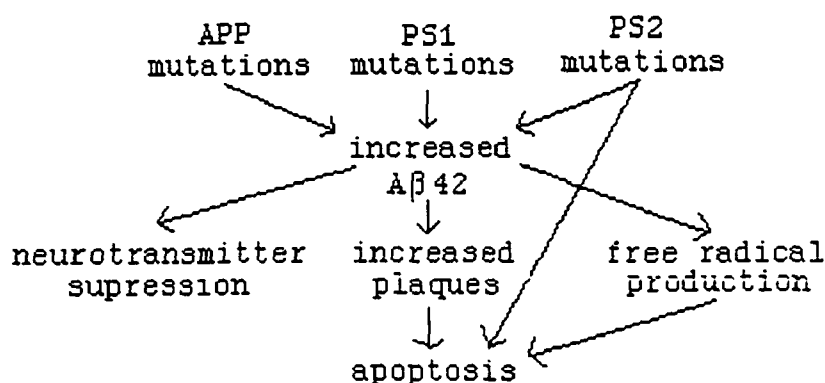 APP
mutations
PS1
mutations
PS2
mutations
increased
Aβ42
neurotransmitter
supression
increased
plaques
free radical
production
apoptosis